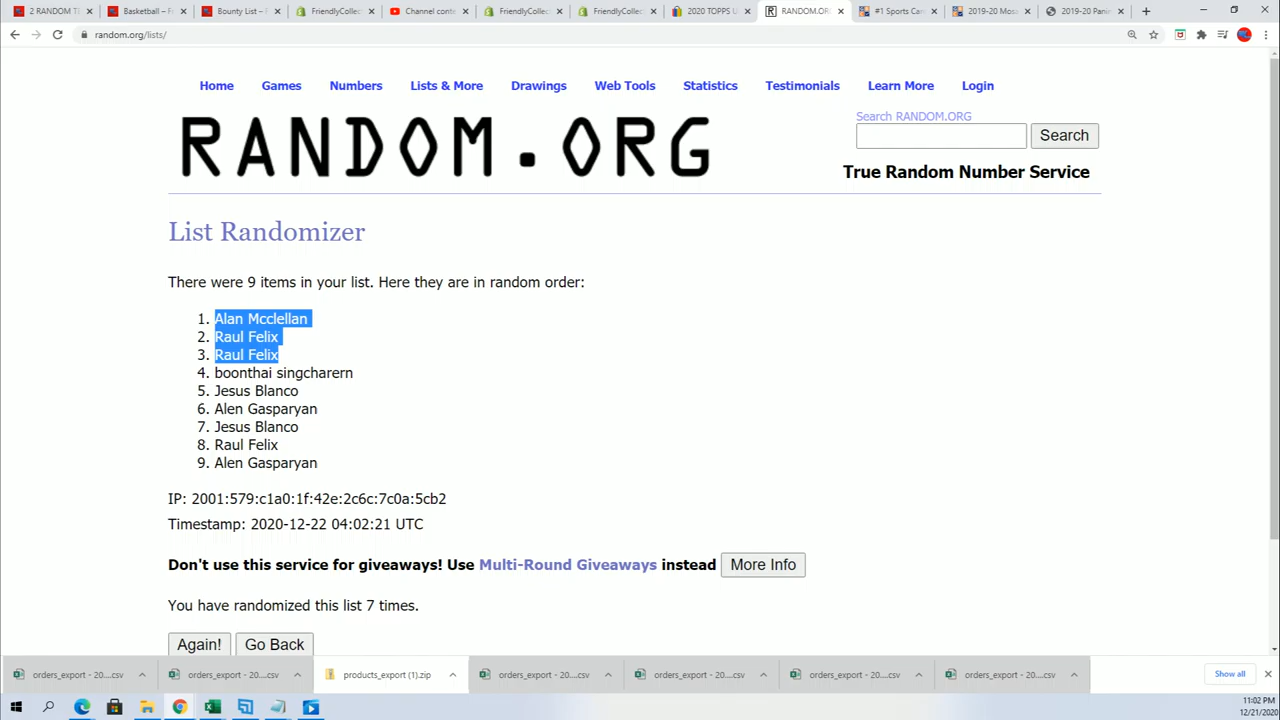 2 RANDOM TI
Basketball – Fr
Bounty List – F
FriendlyCollec
Channel conte
FriendlyCollec
FriendlyCollec
2020 TOPPS U
RANDOM.OR
#1 Sports Car
2019-20 Mosa
2019-20 Panin
random.org/lists/
Home Games Numbers Lists & More Drawings Web Tools Statistics Testimonials Learn More Login
Search RANDOM.ORG
RANDOM.ORG
Search
True Random Number Service
List Randomizer
There were 9 items in your list. Here they are in random order:
1. Alan Mcclellan
2. Raul Felix
3. Raul Felix
4. boonthai singcharern
5. Jesus Blanco
6. Alen Gasparyan
7. Jesus Blanco
8. Raul Felix
9. Alen Gasparyan
IP: 2001:579:c1a0:1f:42e:2c6c:7c0a:5cb2
Timestamp: 2020-12-22 04:02:21 UTC
Don't use this service for giveaways! Use Multi-Round Giveaways instead More Info
You have randomized this list 7 times.
Again! Go Back
orders_export - 20....csv
orders_export - 20....csv
products_export (1).zip
orders_export - 20....csv
orders_export - 20....csv
orders_export - 20....csv
orders_export - 20....csv
Show all
11:02 PM
12/21/2020